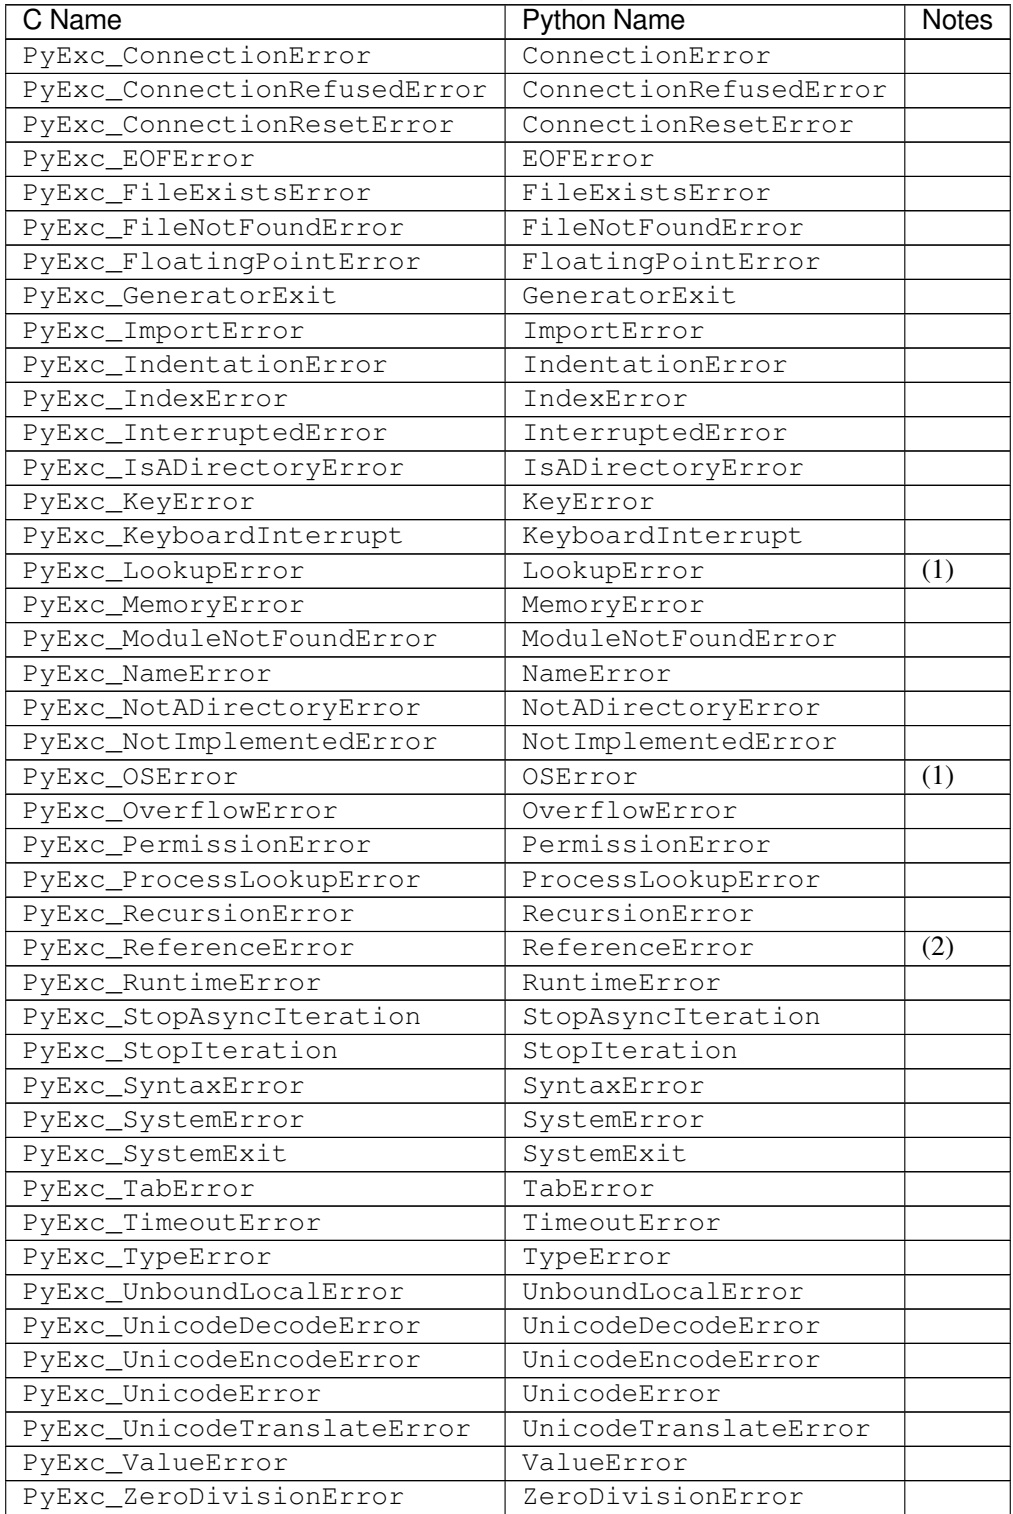 C Name Python Name Notes
PyExc_ConnectionError ConnectionError
PyExc_ConnectionRefusedError ConnectionRefusedError
PyExc_ConnectionResetError ConnectionResetError
PyExc_EOFError EOFError
PyExc_FileExistsError FileExistsError
PyExc_FileNotFoundError FileNotFoundError
PyExc_FloatingPointError FloatingPointError
PyExc_GeneratorExit GeneratorExit
PyExc_ImportError ImportError
PyExc_IndentationError IndentationError
PyExc_IndexError IndexError
PyExc_InterruptedError InterruptedError
PyExc_IsADirectoryError IsADirectoryError
PyExc_KeyError KeyError
PyExc_KeyboardInterrupt KeyboardInterrupt
PyExc_LookupError LookupError (1)
PyExc_MemoryError MemoryError
PyExc_ModuleNotFoundError ModuleNotFoundError
PyExc_NameError NameError
PyExc_NotADirectoryError NotADirectoryError
PyExc_NotImplementedError NotImplementedError
PyExc_OSError OSError (1)
PyExc_OverflowError OverflowError
PyExc_PermissionError PermissionError
PyExc_ProcessLookupError ProcessLookupError
PyExc_RecursionError RecursionError
PyExc_ReferenceError ReferenceError (2)
PyExc_RuntimeError RuntimeError
PyExc_StopAsyncIteration StopAsyncIteration
PyExc_StopIteration StopIteration
PyExc_SyntaxError SyntaxError
PyExc_SystemError SystemError
PyExc_SystemExit SystemExit
PyExc_TabError TabError
PyExc_TimeoutError TimeoutError
PyExc_TypeError TypeError
PyExc_UnboundLocalError UnboundLocalError
PyExc_UnicodeDecodeError UnicodeDecodeError
PyExc_UnicodeEncodeError UnicodeEncodeError
PyExc_UnicodeError UnicodeError
PyExc_UnicodeTranslateError UnicodeTranslateError
PyExc_ValueError ValueError
PyExc_ZeroDivisionError ZeroDivisionError